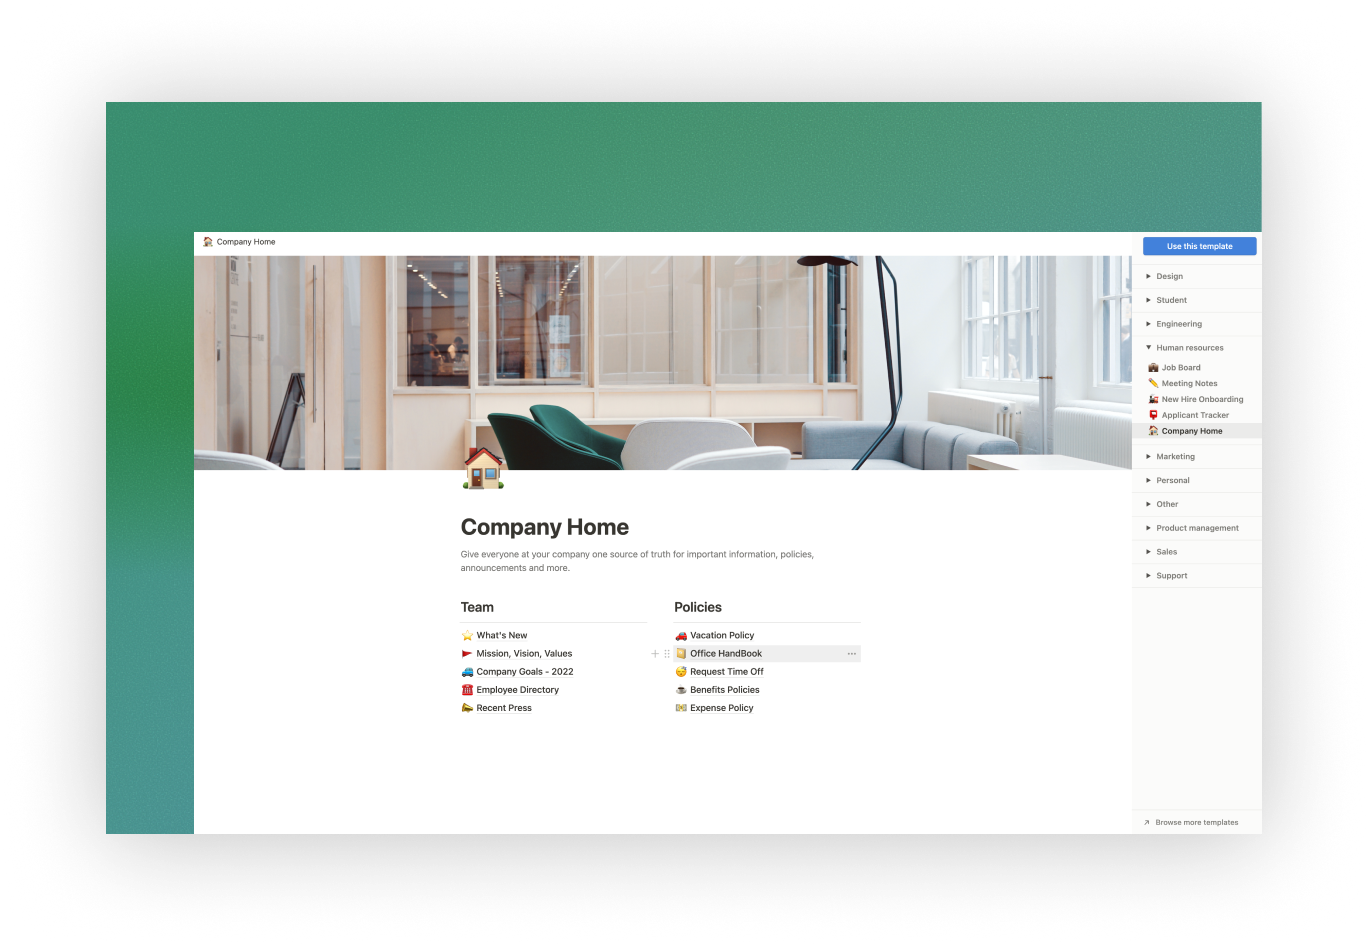 Company Home
Use this template
Design
Student
Engineering
Human resources
Job Board
Meeting Notes
New Hire Onboarding
Applicant Tracker
Company Home
Marketing
Personal
Other
Product management
Sales
Support
Browse more templates
Company Home
Give everyone at your company one source of truth for important information, policies,
announcements and more.
Team
What's New
Mission, Vision, Values
Company Goals - 2022
Employee Directory
Recent Press
Policies
Vacation Policy
Office HandBook
Request Time Off
Benefits Policies
Expense Policy